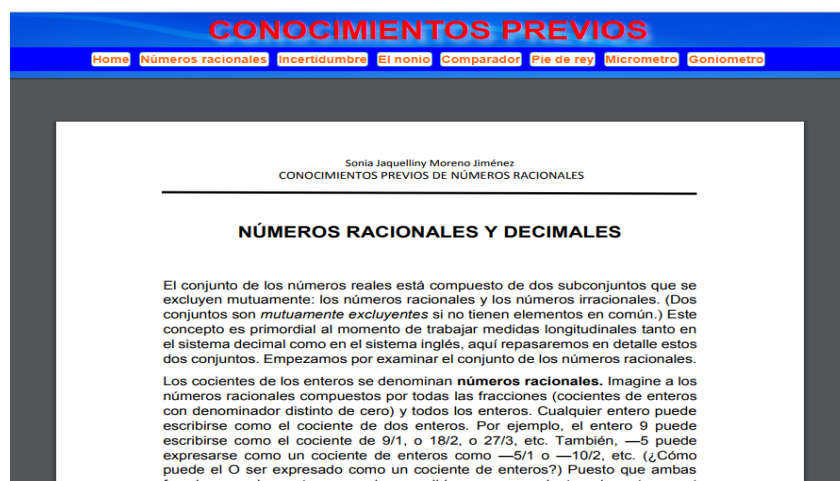 CONOCIMIENTOS PREVIOS
Home Números racionales Incertidumbre El nonio Comparador Pie de rey Micrometro Goniometro
Sonia Jaquelliny Moreno Jiménez
CONOCIMIENTOS PREVIOS DE NÚMEROS RACIONALES
NÚMEROS RACIONALES Y DECIMALES
El conjunto de los números reales está compuesto de dos subconjuntos que se
excluyen mutuamente: los números racionales y los números irracionales. (Dos
conjuntos son mutuamente excluyentes si no tienen elementos en común.) Este
concepto es primordial al momento de trabajar medidas longitudinales tanto en
el sistema decimal como en el sistema inglés, aquí repasaremos en detalle estos
dos conjuntos. Empezamos por examinar el conjunto de los números racionales.
Los cocientes de los enteros se denominan números racionales. Imagine a los
números racionales compuestos por todas las fracciones (cocientes de enteros
con denominador distinto de cero) y todos los enteros. Cualquier entero puede
escribirse como el cociente de dos enteros. Por ejemplo, el entero 9 puede
escribirse como el cociente de 9/1, o 18/2, o 27/3, etc. También, —5 puede
expresarse como un cociente de enteros como —5/1 o —10/2, etc. (¿Cómo
puede el O ser expresado como un cociente de enteros?) Puesto que ambas